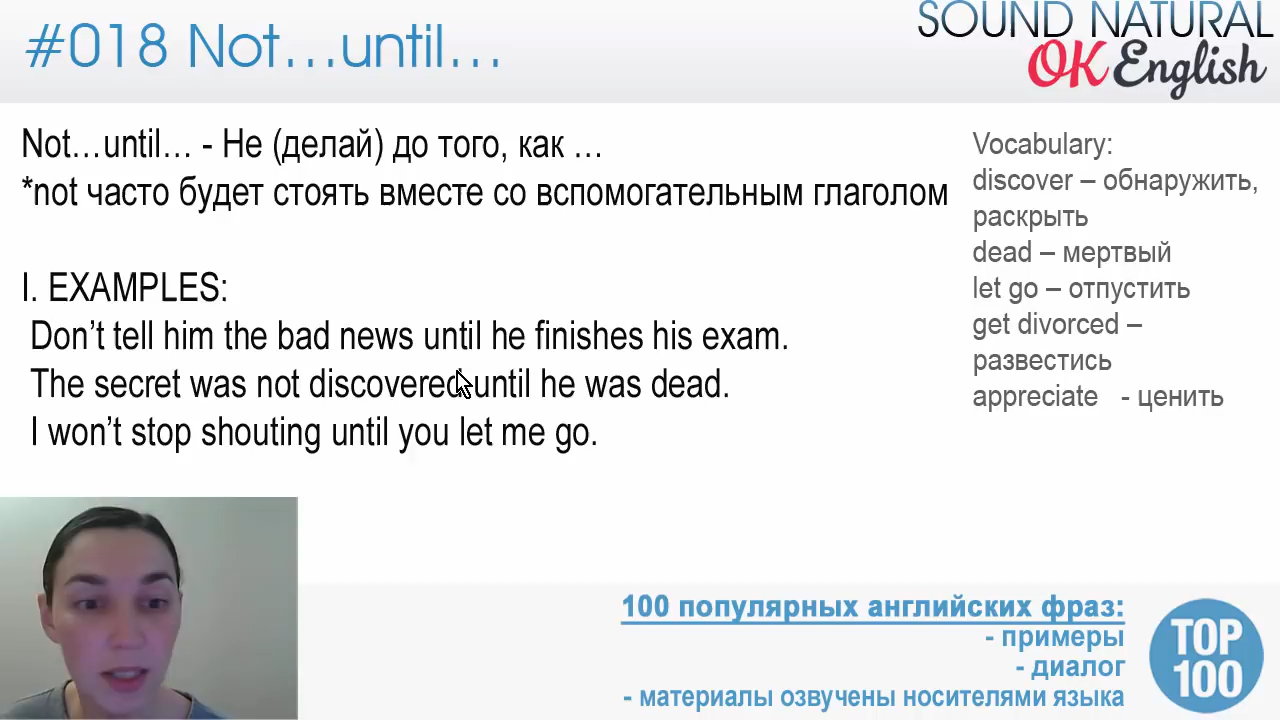 #018 Not…until…
SOUND NATURAL
OK English
Not…until… - Не (делай) до того, как …
*not часто будет стоять вместе со вспомогательным глаголом
I. EXAMPLES:
Don’t tell him the bad news until he finishes his exam.
The secret was not discovered until he was dead.
I won’t stop shouting until you let me go.
Vocabulary:
discover – обнаружить,
раскрыть
dead – мертвый
let go – отпустить
get divorced –
развестись
appreciate - ценить
100 популярных английских фраз:
- примеры
- диалог
- материалы озвучены носителями языка
TOP
100